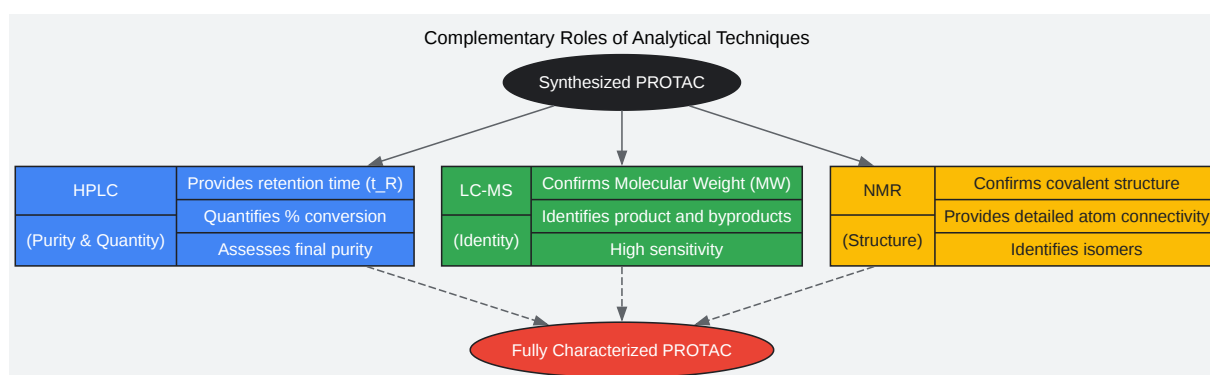 Complementary Roles of Analytical Techniques
Synthesized PROTAC
HPLC
(Purity & Quantity)
Provides retention time (t_R)
Quantifies % conversion
Assesses final purity
LC-MS
(Identity)
Confirms Molecular Weight (MW)
Identifies product and byproducts
High sensitivity
NMR
(Structure)
Confirms covalent structure
Provides detailed atom connectivity
Identifies isomers
Fully Characterized PROTAC